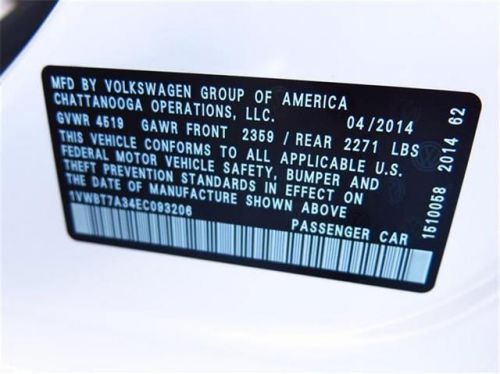 MFD BY VOLKSWAGEN GROUP OF AMERICA
CHATTANOOGA OPERATIONS, LLC. 04/2014
GVWR 4519 GAWR FRONT 2359 / REAR 2271 LBS
THIS VEHICLE CONFORMS TO ALL APPLICABLE U.S.
FEDERAL MOTOR VEHICLE SAFETY, BUMPER AND
THEFT PREVENTION STANDARDS IN EFFECT ON
THE DATE OF MANUFACTURE SHOWN ABOVE
1VWBT7A34EC093206 PASSENGER CAR
1510058 2014 62